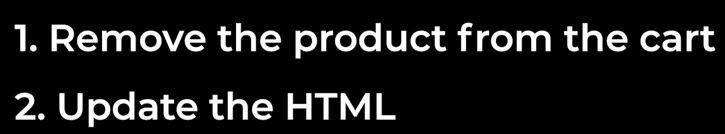 1. Remove the product from the cart
2. Update the HTML